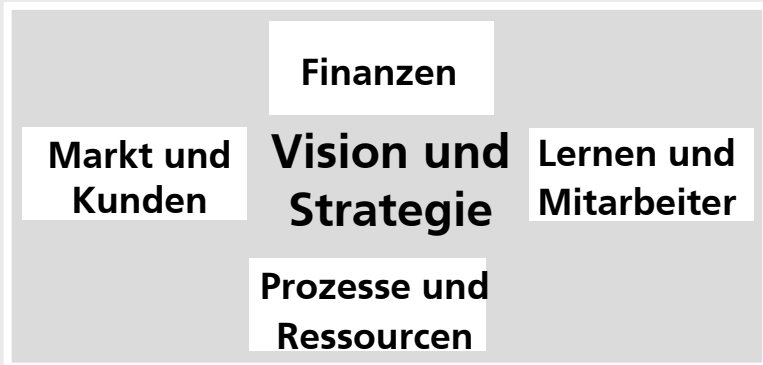 Finanzen
Markt und
Kunden
Vision und
Strategie
Lernen und
Mitarbeiter
Prozesse und
Ressourcen